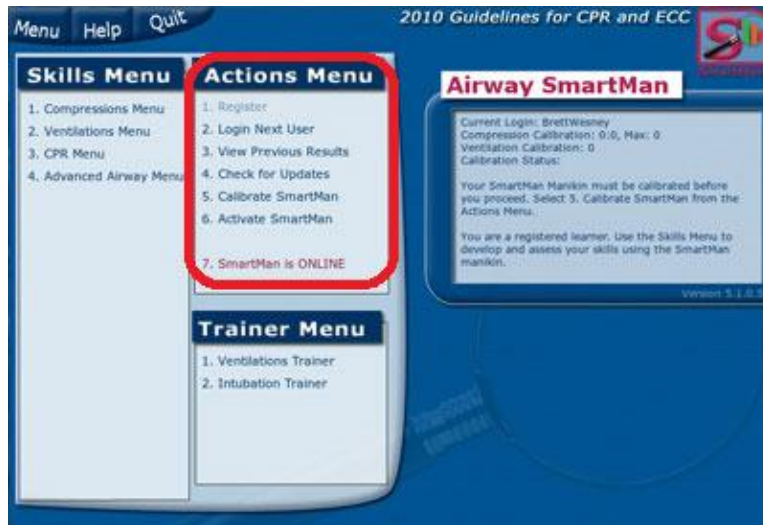 Menu Help Quit
2010 Guidelines for CPR and ECC
Skills Menu
1. Compressions Menu
2. Ventilations Menu
3. CPR Menu
4. Advanced Airway Menu
Actions Menu
1. Register
2. Login Next User
3. View Previous Results
4. Check for Updates
5. Calibrate SmartMan
6. Activate SmartMan
7. SmartMan is ONLINE
Trainer Menu
1. Ventilations Trainer
2. Intubation Trainer
Airway SmartMan
Current Login: BrettWesney
Compression Calibration: 0:0, Max: 0
Ventilation Calibration: 0
Calibration Status:
Your SmartMan Manikin must be calibrated before
you proceed. Select 5. Calibrate SmartMan from the
Actions Menu.
You are a registered learner. Use the Skills Menu to
develop and assess your skills using the SmartMan
manikin.
Version 5.1.0.